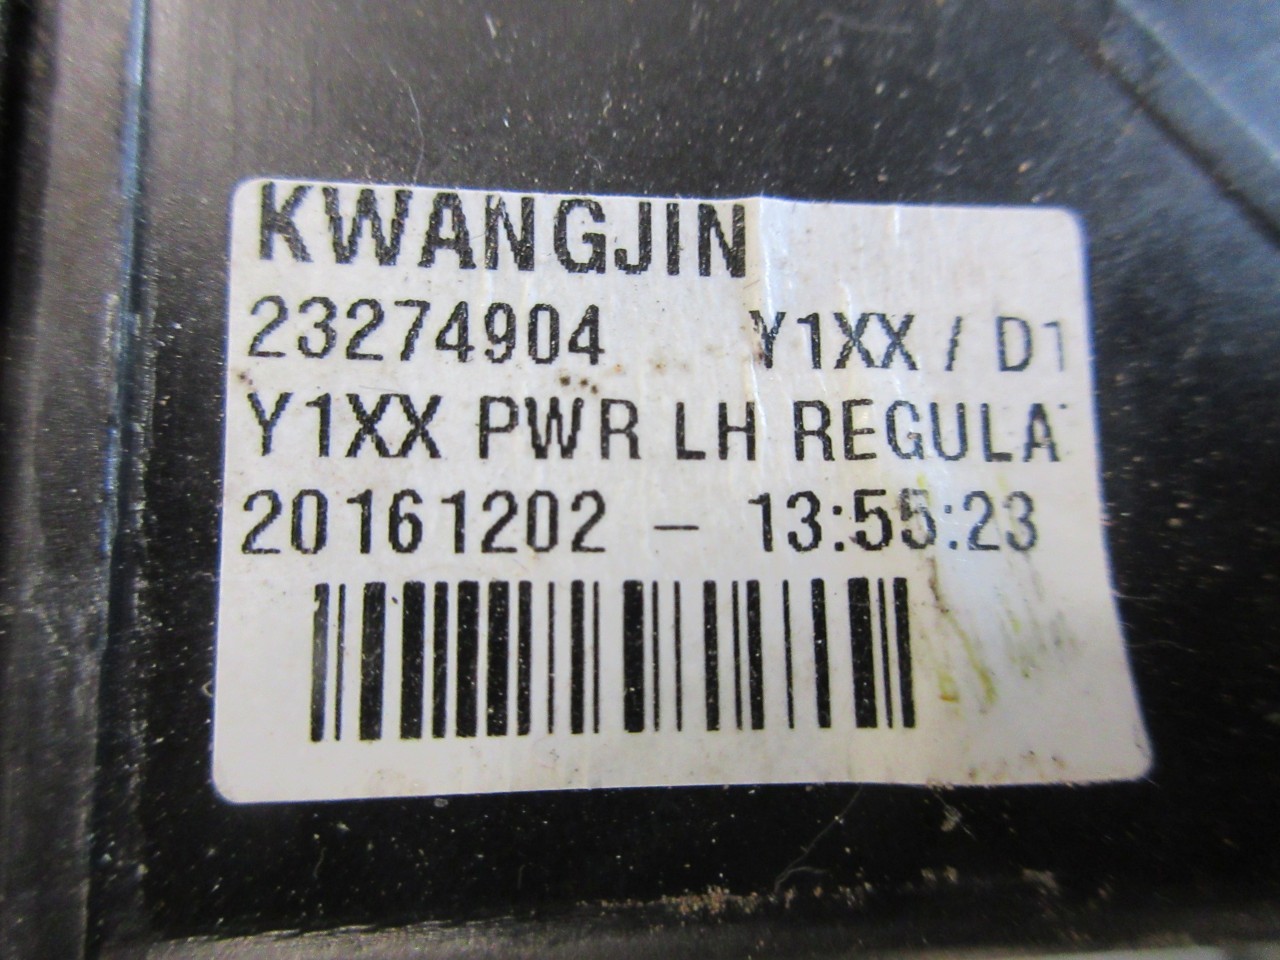 KWANGJIN
23274904 Y1XX / D1
Y1XX PWR LH REGULA
20161202 - 13:55:23